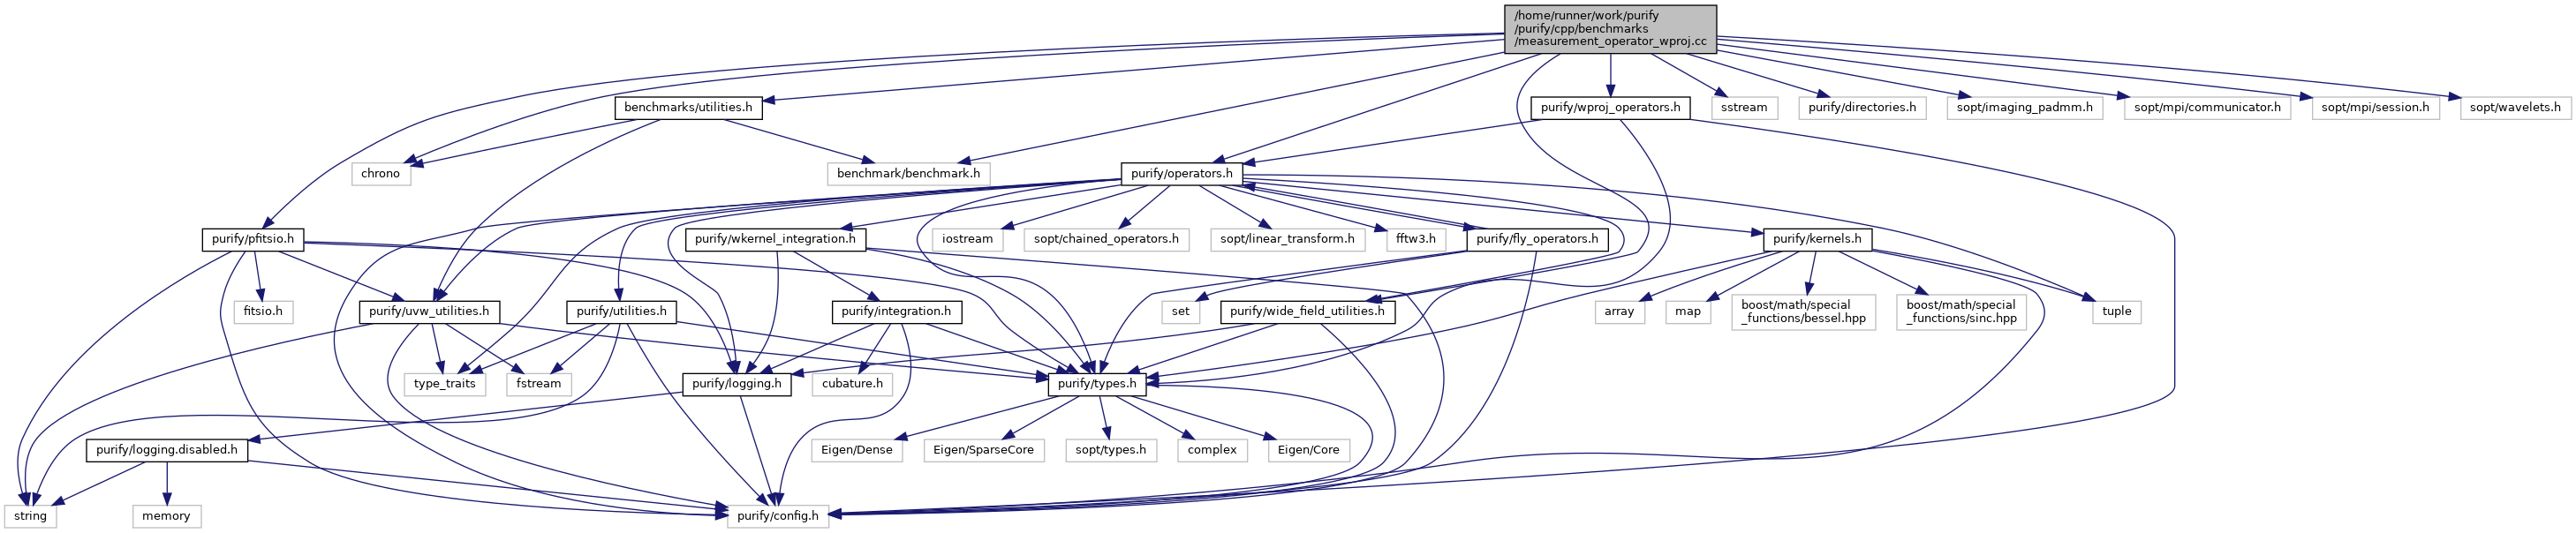 /home/runner/work/purify
/purify/cpp/benchmarks
/measurement_operator_wproj.cc
benchmarks/utilities.h
purify/wproj_operators.h
sstream
purify/directories.h
sopt/imaging_padmm.h
sopt/mpi/communicator.h
sopt/mpi/session.h
sopt/wavelets.h
chrono
benchmark/benchmark.h
purify/operators.h
purify/pfitsio.h
purify/wkernel_integration.h
iostream
sopt/chained_operators.h
sopt/linear_transform.h
fftw3.h
purify/fly_operators.h
purify/kernels.h
fitsio.h
purify/uvw_utilities.h
purify/utilities.h
purify/integration.h
set
purify/wide_field_utilities.h
array
map
boost/math/special
_functions/bessel.hpp
boost/math/special
_functions/sinc.hpp
tuple
type_traits
fstream
purify/logging.h
cubature.h
purify/types.h
purify/logging.disabled.h
Eigen/Dense
Eigen/SparseCore
sopt/types.h
complex
Eigen/Core
string
memory
purify/config.h